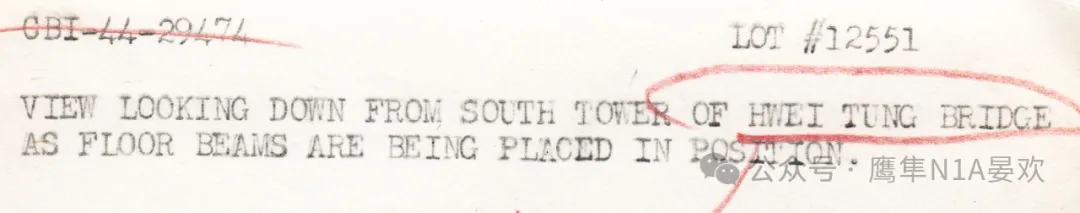 CBI-44-29474
LOT #12551
VIEW LOOKING DOWN FROM SOUTH TOWER OF HWEI TUNG BRIDGE
AS FLOOR BEAMS ARE BEING PLACED IN POSITION.
公众号·鹰隼N1A晏欢